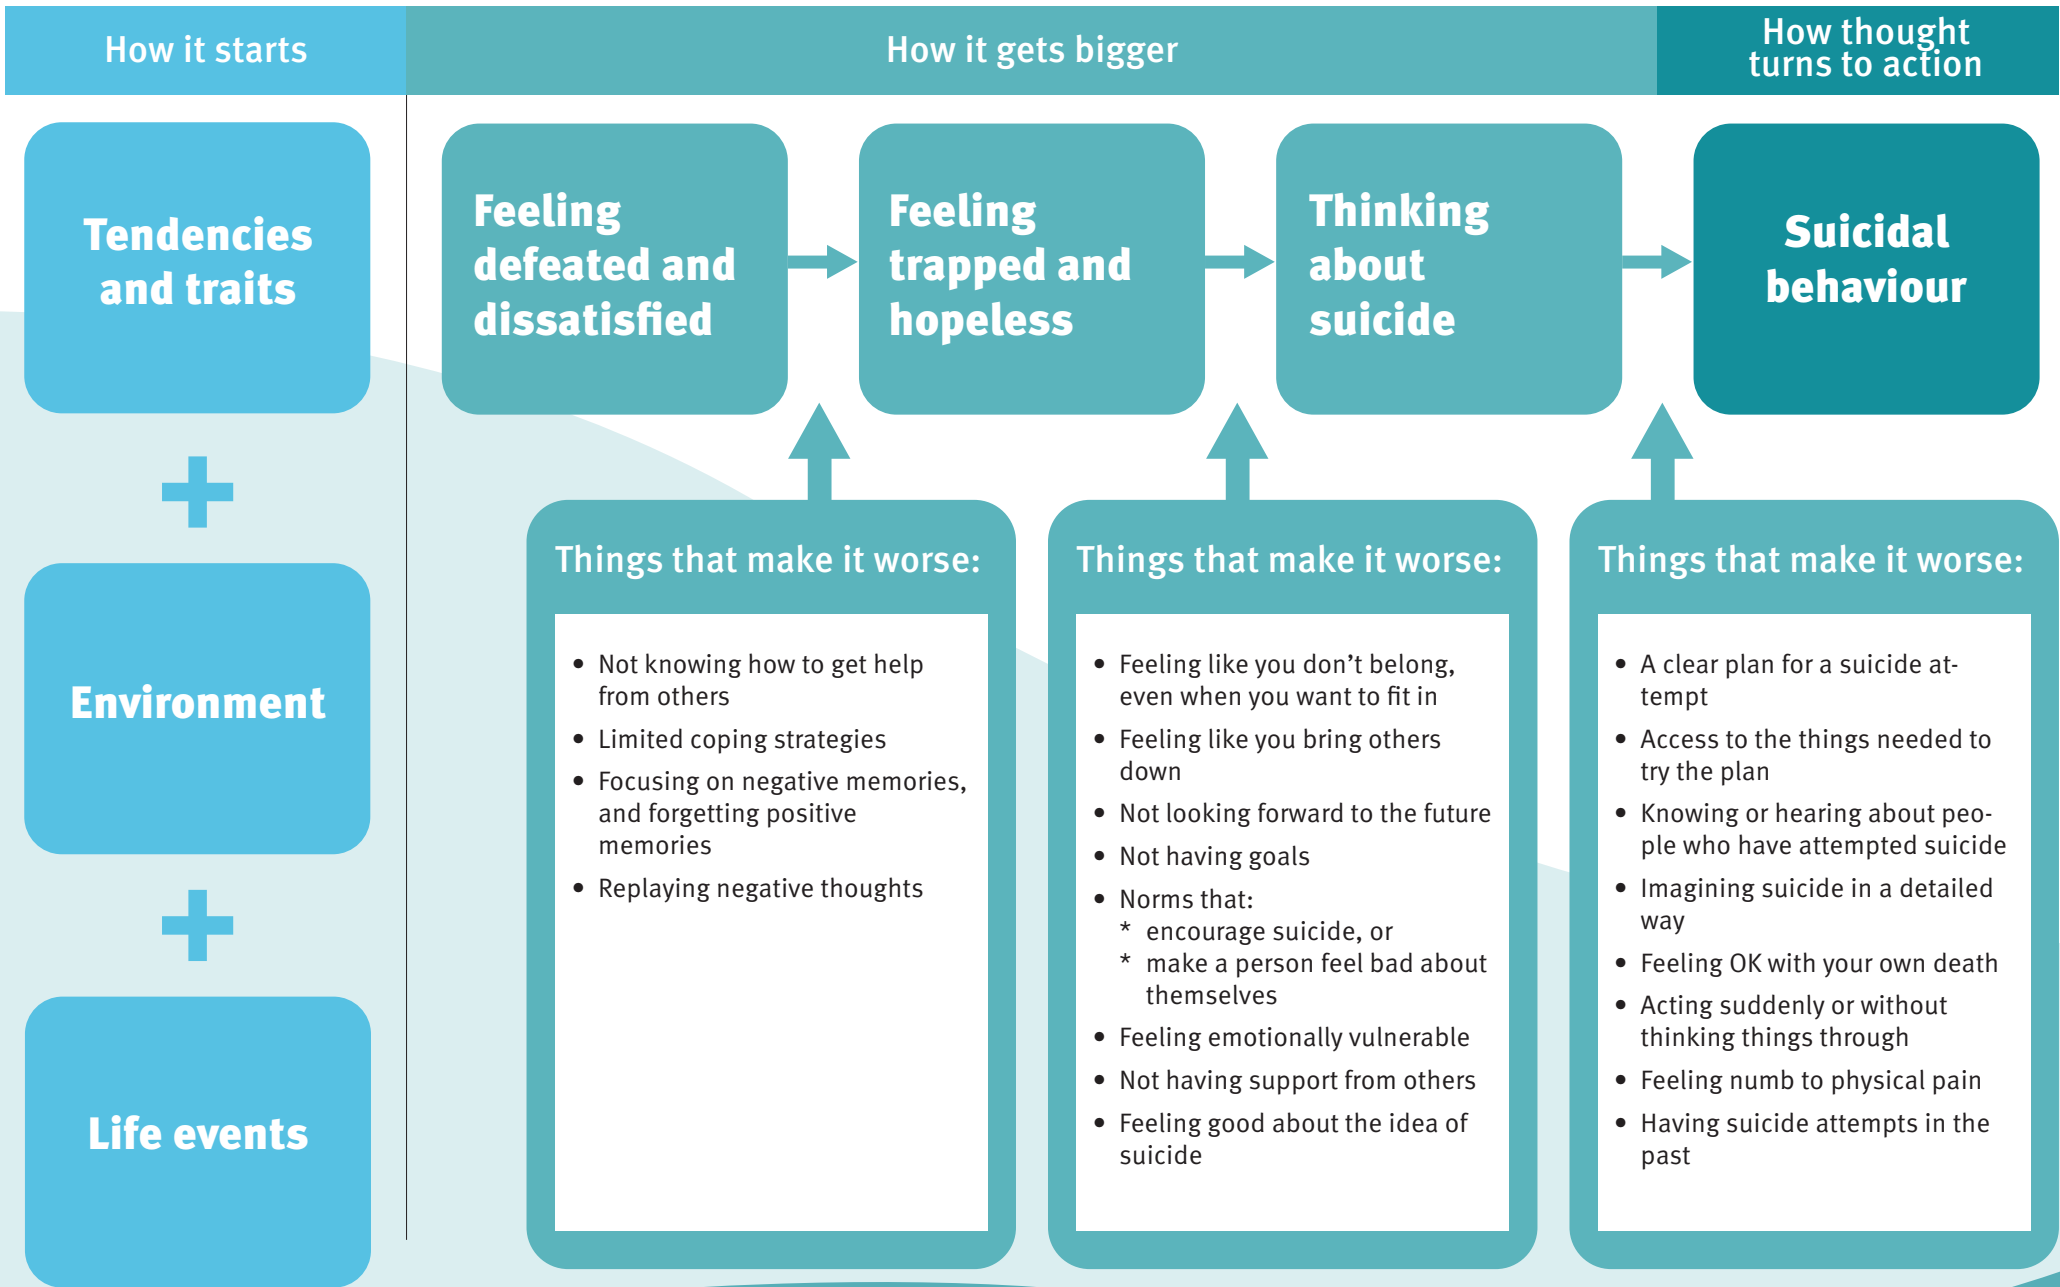 How it starts
How it gets bigger
How thought
turns to action
Tendencies
and traits
Environment
Life events
Feeling
defeated and
dissatisfied
Feeling
trapped and
hopeless
Thinking
about
suicide
Suicidal
behaviour
Things that make it worse:
• Not knowing how to get help
from others
• Limited coping strategies
• Focusing on negative memories,
and forgetting positive
memories
• Replaying negative thoughts
Things that make it worse:
• Feeling like you don’t belong,
even when you want to fit in
• Feeling like you bring others
down
• Not looking forward to the future
• Not having goals
• Norms that:
* encourage suicide, or
* make a person feel bad about
themselves
• Feeling emotionally vulnerable
• Not having support from others
• Feeling good about the idea of
suicide
Things that make it worse:
• A clear plan for a suicide at-
tempt
• Access to the things needed to
try the plan
• Knowing or hearing about peo-
ple who have attempted suicide
• Imagining suicide in a detailed
way
• Feeling OK with your own death
• Acting suddenly or without
thinking things through
• Feeling numb to physical pain
• Having suicide attempts in the
past